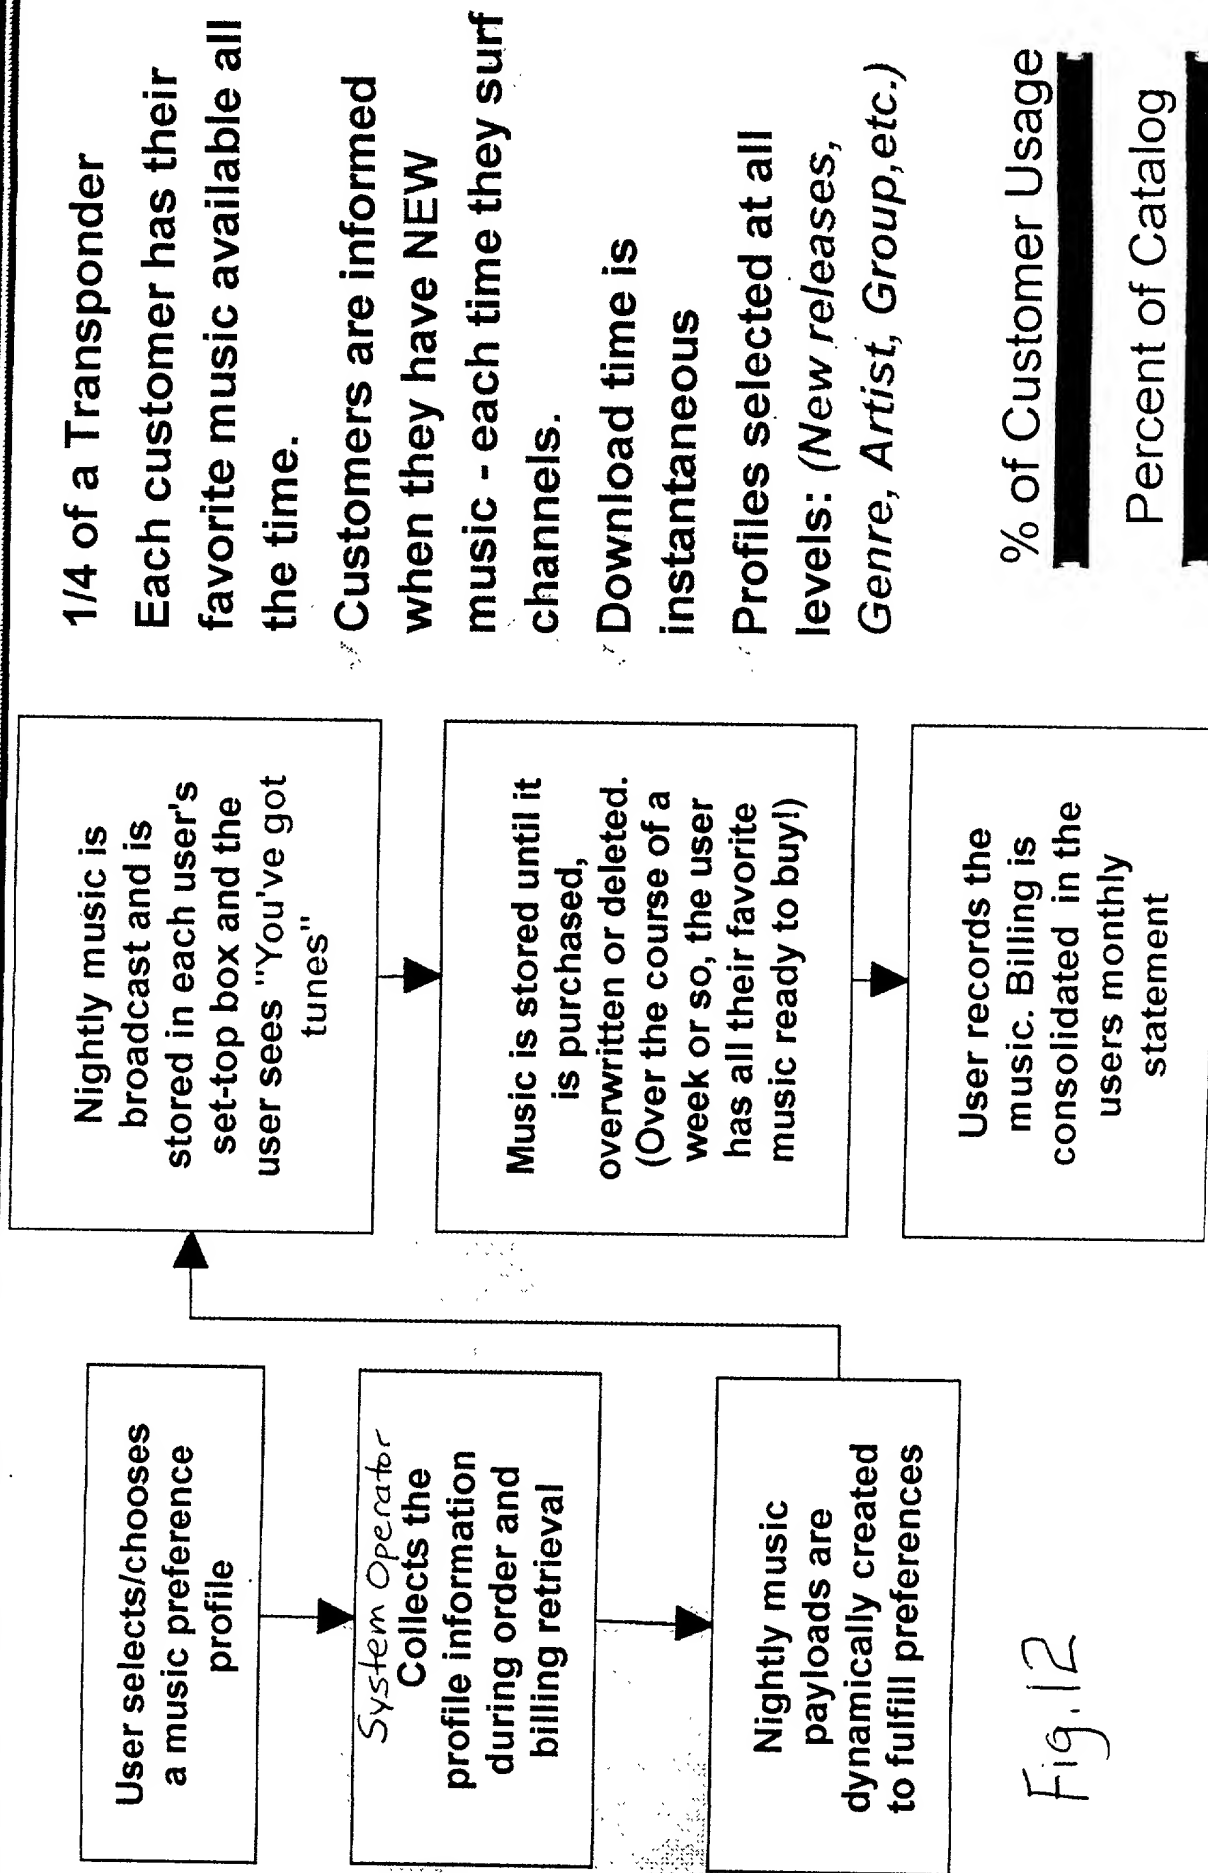 User selects/chooses
a music preference
profile
System Operator
Collects the
profile information
during order and
billing retrieval
Nightly music
payloads are
dynamically created
to fulfill preferences
Nightly music is
broadcast and is
stored in each user's
set-top box and the
user sees "You've got
tunes"
Music is stored until it
is purchased,
overwritten or deleted.
(Over the course of a
week or so, the user
has all their favorite
music ready to buy!)
User records the
music. Billing is
consolidated in the
users monthly
statement
1/4 of a Transponder
Each customer has their
favorite music available all
the time.
Customers are informed
when they have NEW
music - each time they surf
channels.
Download time is
instantaneous
Profiles selected at all
levels: (New releases,
Genre, Artist, Group,etc.)
% of Customer Usage
Percent of Catalog
Fig.12